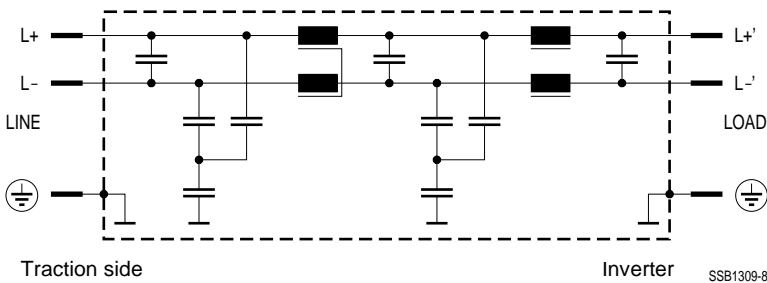 L+
L+’
L−
L−’
LINE
LOAD
Traction side
Inverter
SSB1309-8